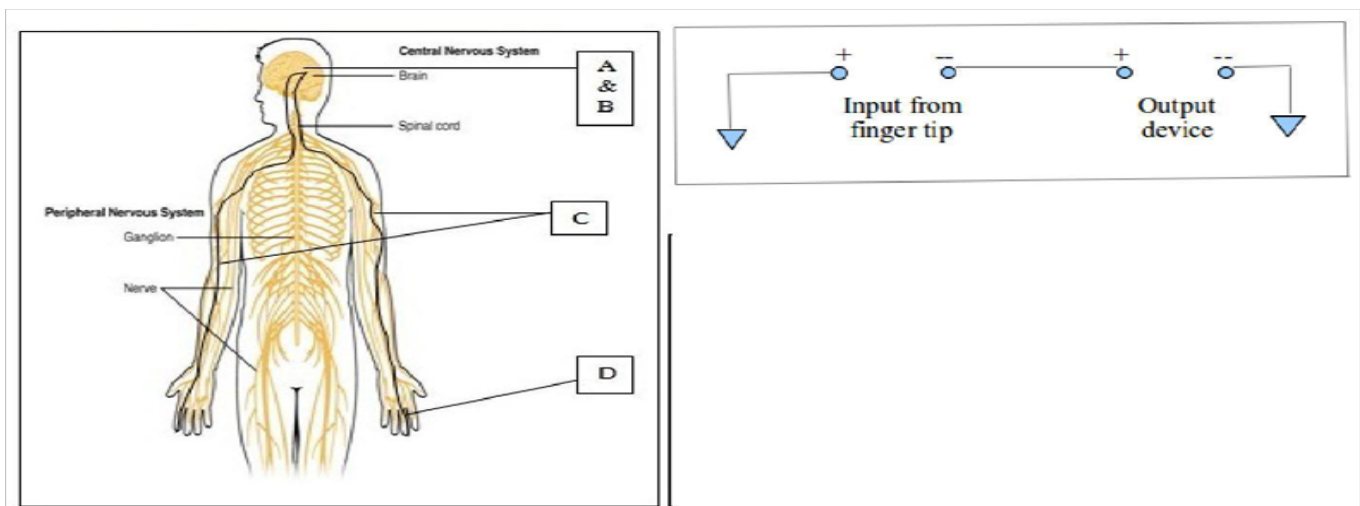 Central Nervous System
Brain
Spinal cord
A
&
B
Peripheral Nervous System
Ganglion
Nerve
C
D
+ -- + --
Input from
finger tip
Output
device